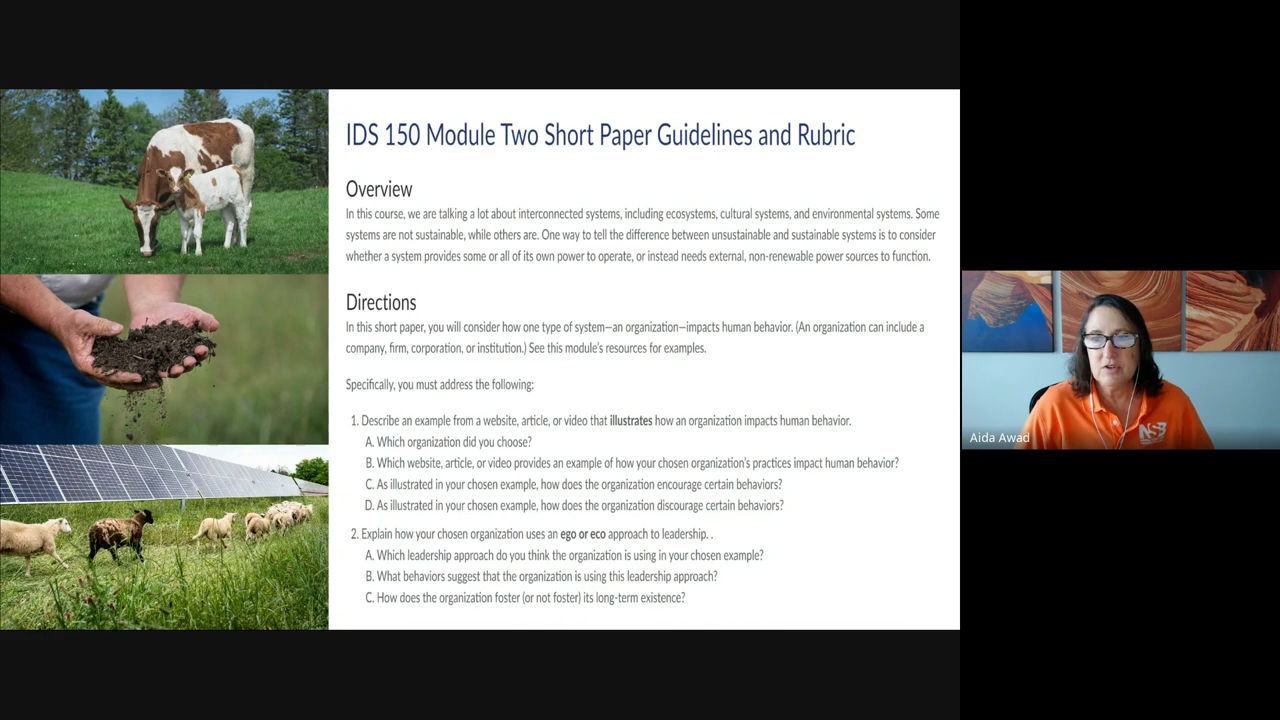 IDS 150 Module Two Short Paper Guidelines and Rubric
Overview
In this course, we are talking a lot about interconnected systems, including ecosystems, cultural systems, and environmental systems. Some
systems are not sustainable, while others are. One way to tell the difference between unsustainable and sustainable systems is to consider
whether a system provides some or all of its own power to operate, or instead needs external, non-renewable power sources to function.
Directions
In this short paper, you will consider how one type of system—an organization—impacts human behavior. (An organization can include a
company, firm, corporation, or institution.) See this module's resources for examples.
Specifically, you must address the following:
1. Describe an example from a website, article, or video that illustrates how an organization impacts human behavior.
A. Which organization did you choose?
B. Which website, article, or video provides an example of how your chosen organization's practices impact human behavior?
C. As illustrated in your chosen example, how does the organization encourage certain behaviors?
D. As illustrated in your chosen example, how does the organization discourage certain behaviors?
2. Explain how your chosen organization uses an ego or eco approach to leadership. .
A. Which leadership approach do you think the organization is using in your chosen example?
B. What behaviors suggest that the organization is using this leadership approach?
C. How does the organization foster (or not foster) its long-term existence?
Aida Awad